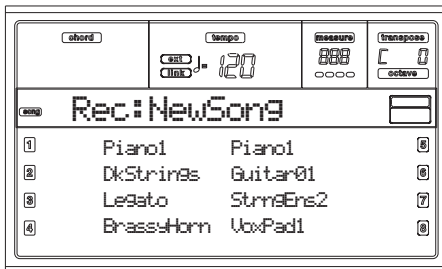 chord tempo measure transpose
ext link ♩= 120 888 C 0
octave
song Rec:NewSong
1 Piano1 Piano1 5
2 DkStrings Guitar01 6
3 Legato StrngEns2 7
4 BrassyHorn VoxPad1 8